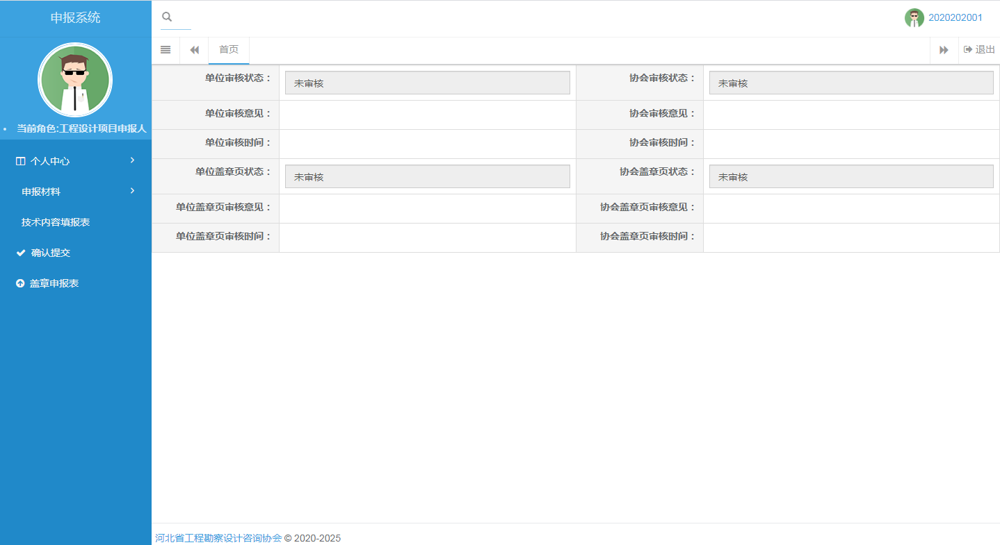 申报系统
2020202001
首页
退出
当前角色:工程设计项目申报人
个人中心
申报材料
技术内容填报表
确认提交
盖章申报表
单位审核状态： 未审核 协会审核状态： 未审核
单位审核意见： 协会审核意见：
单位审核时间： 协会审核时间：
单位盖章页状态： 未审核 协会盖章页状态： 未审核
单位盖章页审核意见： 协会盖章页审核意见：
单位盖章页审核时间： 协会盖章页审核时间：
河北省工程勘察设计咨询协会 © 2020-2025